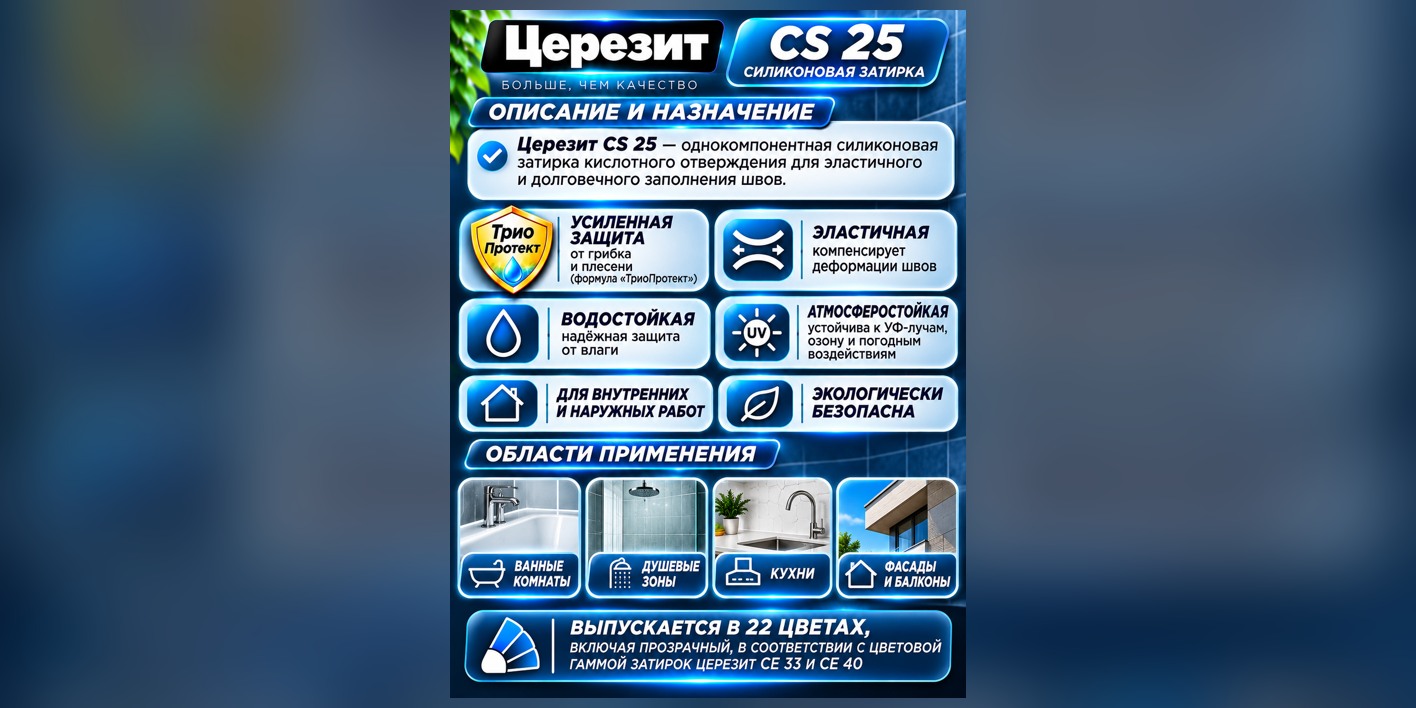 Церезит
БОЛЬШЕ, ЧЕМ КАЧЕСТВО
CS 25
СИЛИКОНОВАЯ ЗАТИРКА
ОПИСАНИЕ И НАЗНАЧЕНИЕ
Церезит CS 25 — однокомпонентная силиконовая
затирка кислотного отверждения для эластичного
и долговечного заполнения швов.
Трио
Протект
УСИЛЕННАЯ
ЗАЩИТА
от грибка
и плесени
(формула «ТриоПротект»)
ЭЛАСТИЧНАЯ
компенсирует
деформации швов
ВОДОСТОЙКАЯ
надёжная защита
от влаги
UV
АТМОСФЕРОСТОЙКАЯ
устойчива к УФ-лучам,
озону и погодным
воздействиям
ДЛЯ ВНУТРЕННИХ
И НАРУЖНЫХ РАБОТ
ЭКОЛОГИЧЕСКИ
БЕЗОПАСНА
ОБЛАСТИ ПРИМЕНЕНИЯ
ВАННЫЕ
КОМНАТЫ
ДУШЕВЫЕ
ЗОНЫ
КУХНИ
ФАСАДЫ
И БАЛКОНЫ
ВЫПУСКАЕТСЯ В 22 ЦВЕТАХ,
ВКЛЮЧАЯ ПРОЗРАЧНЫЙ, В СООТВЕТСТВИИ С ЦВЕТОВОЙ
ГАММОЙ ЗАТИРОК ЦЕРЕЗИТ CE 33 И CE 40